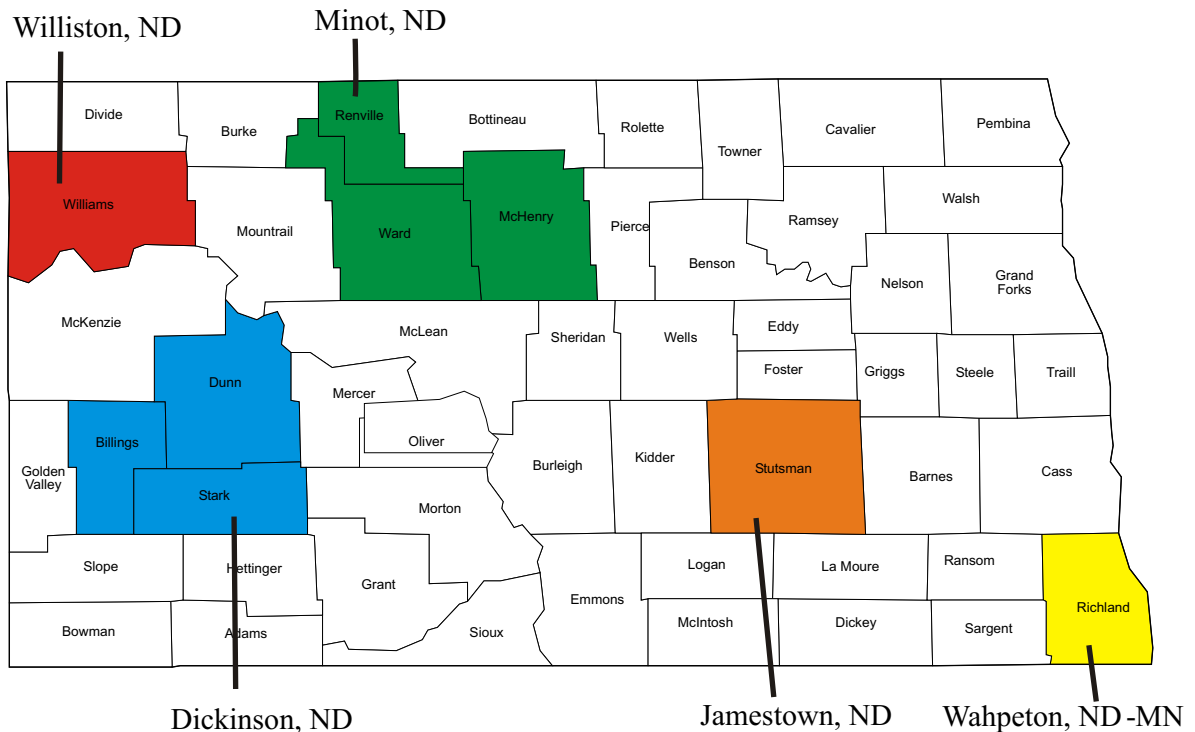 Williston, ND
Minot, ND
Divide
Burke
Renville
Bottineau
Rolette
Towner
Cavalier
Pembina
Williams
Mountrail
Ward
McHenry
Pierce
Benson
Ramsey
Walsh
Nelson
Grand
Forks
McKenzie
Dunn
McLean
Sheridan
Wells
Eddy
Foster
Griggs
Steele
Traill
Mercer
Oliver
Billings
Golden
Valley
Stark
Burleigh
Kidder
Stutsman
Barnes
Cass
Morton
Slope
Hettinger
Grant
Logan
La Moure
Ransom
Emmons
Richland
Bowman
Adams
Sioux
McIntosh
Dickey
Sargent
Dickinson, ND
Jamestown, ND
Wahpeton, ND-MN